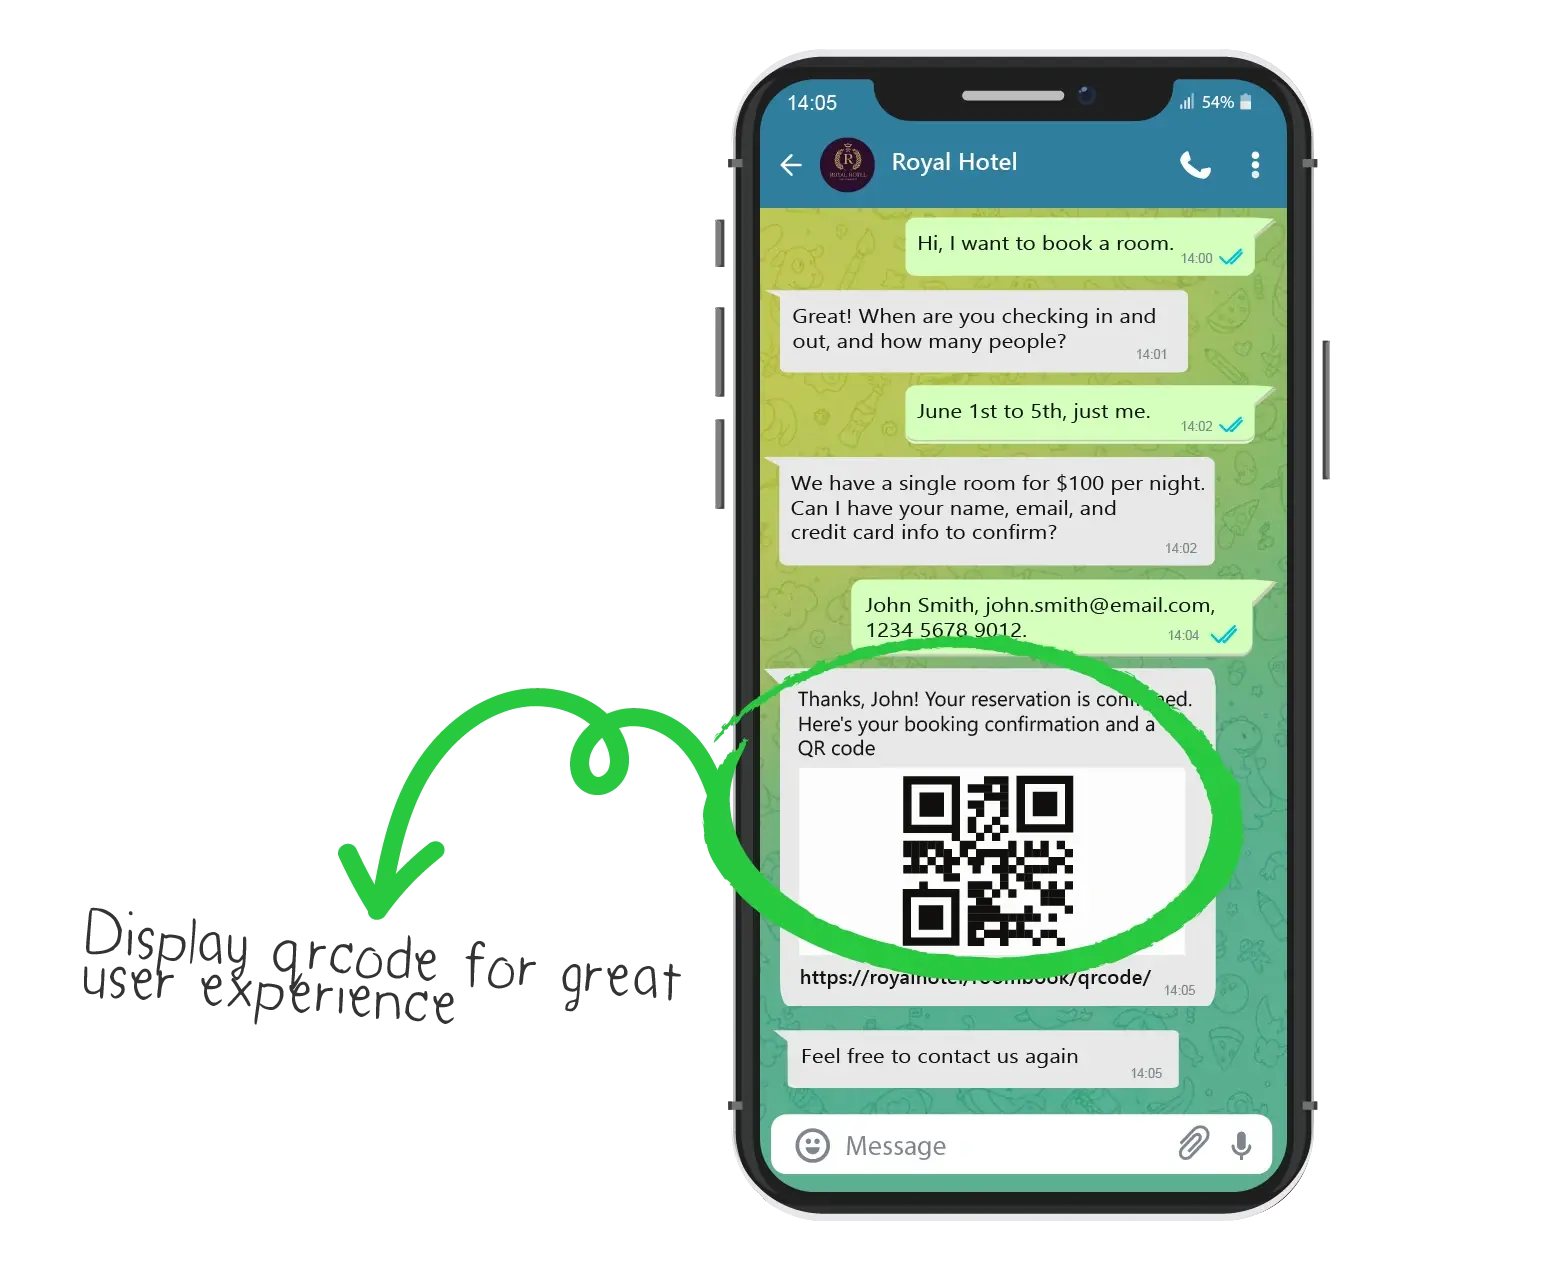 14:05
54%
R
ROYAL HOTEL
Royal Hotel
Hi, I want to book a room.
14:00
Great! When are you checking in and
out, and how many people?
14:01
June 1st to 5th, just me.
14:02
We have a single room for $100 per night.
Can I have your name, email, and
credit card info to confirm?
14:02
John Smith, john.smith@email.com,
1234 5678 9012.
14:04
Thanks, John! Your reservation is confirmed.
Here's your booking confirmation and a
QR code
https://royalhotel/roombook/qrcode/
14:05
Feel free to contact us again
14:05
Message
Display qrcode for great
user experience